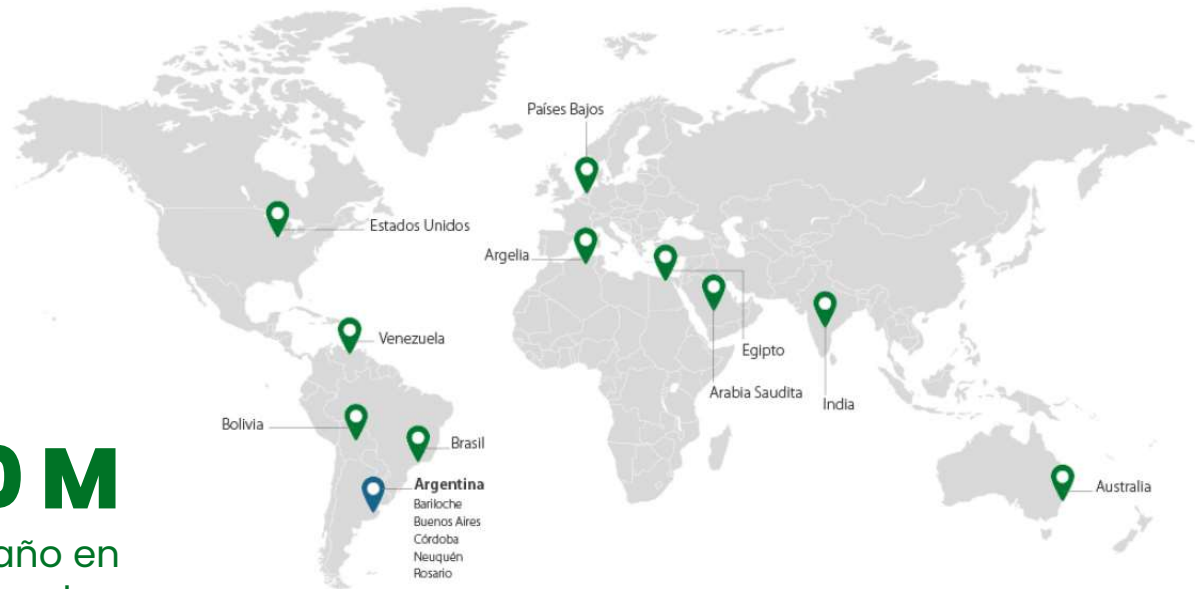 Países Bajos
Estados Unidos
Argelia
Venezuela
Egipto
Arabia Saudita
India
Bolivia
Brasil
Argentina
Bariloche
Buenos Aires
Córdoba
Neuquén
Rosario
Australia
0 M
año en